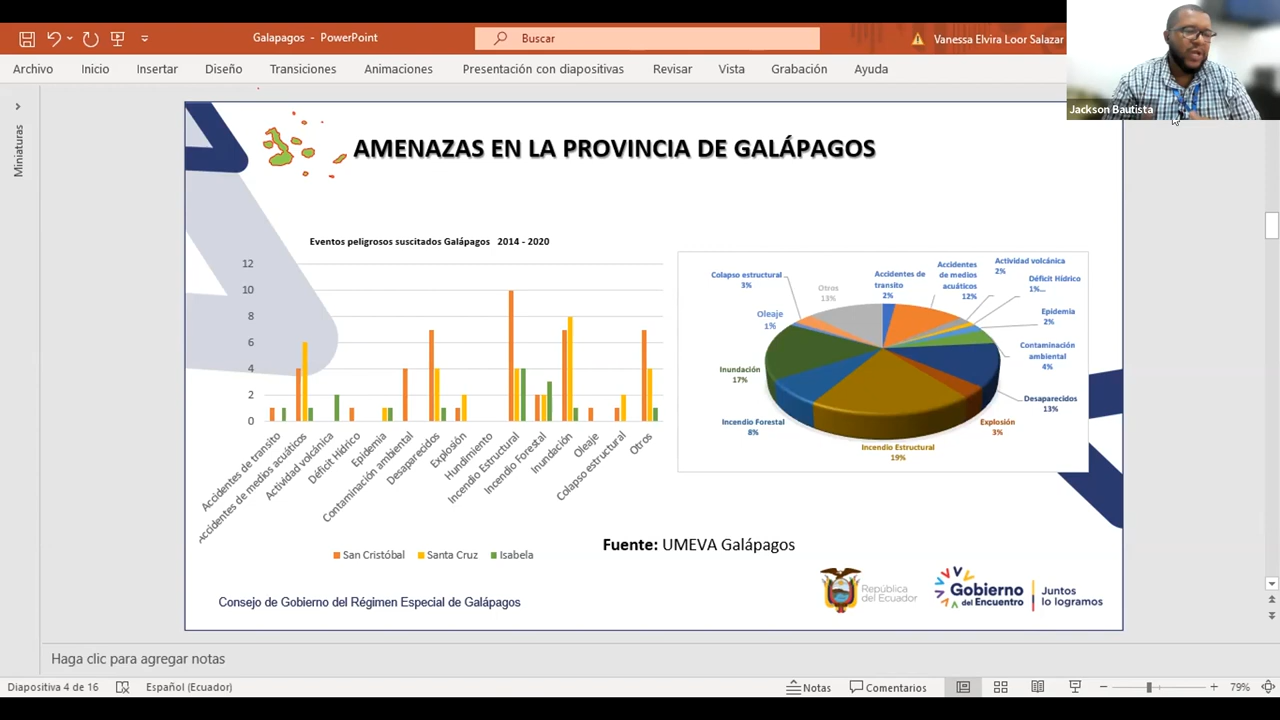 Galapagos - PowerPoint
Buscar
Vanessa Elvira Loor Salazar
Archivo
Inicio
Insertar
Diseño
Transiciones
Animaciones
Presentación con diapositivas
Revisar
Vista
Grabación
Ayuda
Jackson Bautista
Miniaturas
AMENAZAS EN LA PROVINCIA DE GALÁPAGOS
Eventos peligrosos suscitados Galápagos 2014 - 2020
12
10
8
6
4
2
0
Accidentes de transito
Accidentes de medios acuáticos
Actividad volcánica
Déficit Hídrico
Epidemia
Contaminación ambiental
Desaparecidos
Explosión
Hundimiento
Incendio Estructural
Incendio Forestal
Inundación
Oleaje
Colapso estructural
Otros
San Cristóbal
Santa Cruz
Isabela
Colapso estructural
3%
Otros
13%
Accidentes de
transito
2%
Accidentes
de medios
acuáticos
12%
Actividad volcánica
2%
Déficit Hídrico
1%...
Epidemia
2%
Contaminación
ambiental
4%
Desaparecidos
13%
Explosión
3%
Incendio Estructural
19%
Incendio Forestal
8%
Inundación
17%
Oleaje
1%
Fuente: UMEVA Galápagos
Consejo de Gobierno del Régimen Especial de Galápagos
República
del Ecuador
Gobierno
del Encuentro
Juntos
lo logramos
Haga clic para agregar notas
Diapositiva 4 de 16
Español (Ecuador)
Notas
Comentarios
79%